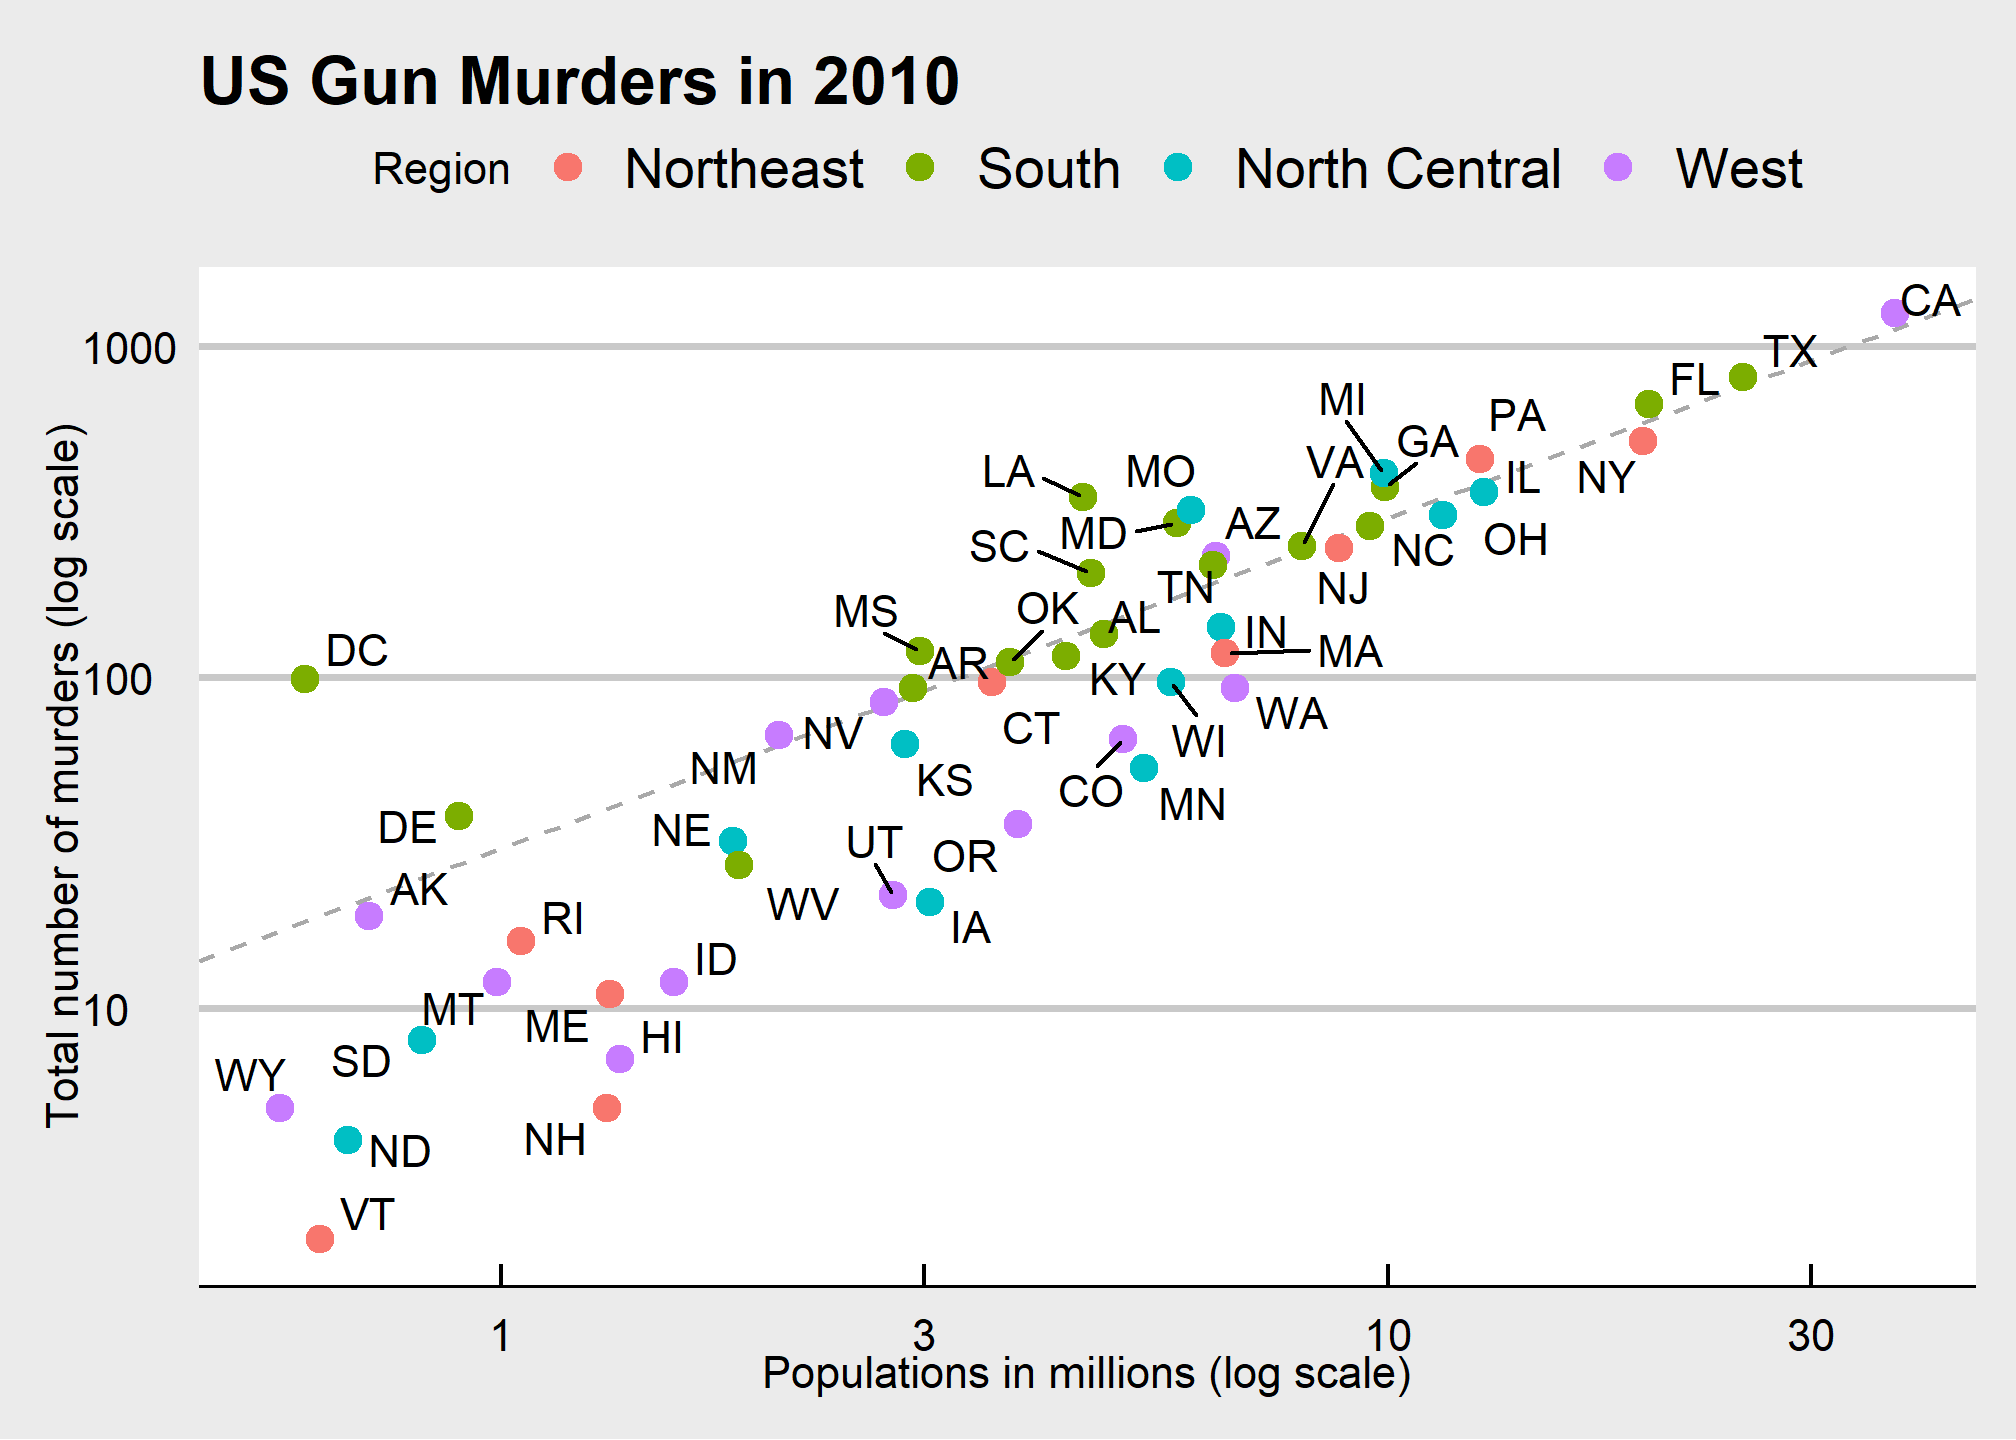 US Gun Murders in 2010
Region Northeast South North Central West
Total number of murders (log scale)
1000
100
10
CA
TX
FL
MI
PA
GA
VA
LA
MO
IL
NY
MD
AZ
SC
NC
OH
TN
NJ
MS
OK
AL
IN
DC
AR
MA
KY
NV
CT
WA
WI
NM
KS
CO
MN
DE
NE
UT
OR
AK
WV
RI
IA
ID
MT
ME
HI
SD
WY
NH
ND
VT
1 3 10 30
Populations in millions (log scale)